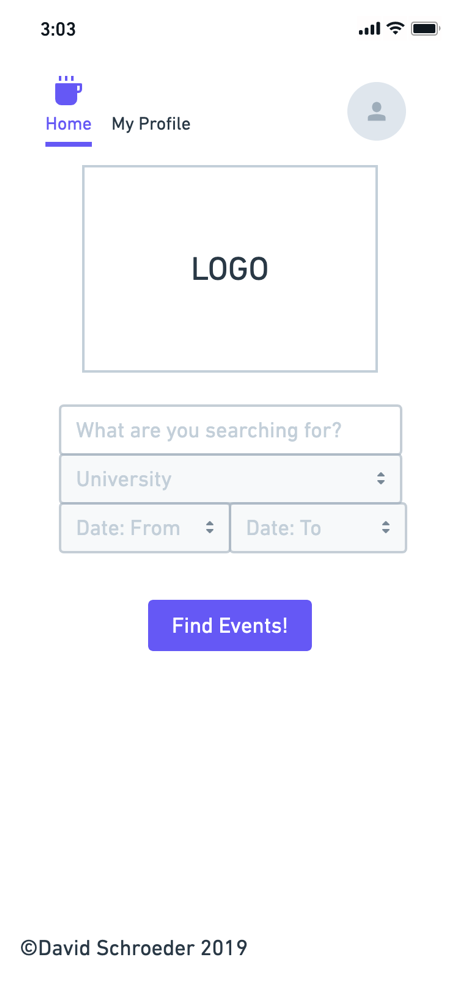 3:03
Home My Profile
LOGO
What are you searching for?
University
Date: From Date: To
Find Events!
©David Schroeder 2019